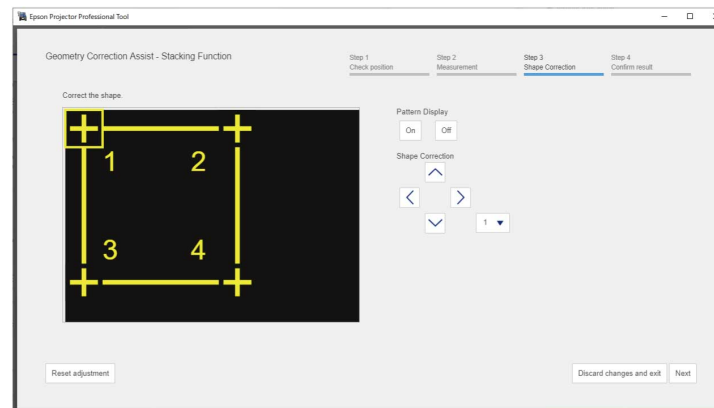 Epson Projector Professional Tool
Geometry Correction Assist - Stacking Function
Step 1
Check position
Step 2
Measurement
Step 3
Shape Correction
Step 4
Confirm result
Correct the shape.
1 2
3 4
Pattern Display
On Off
Shape Correction
1
Reset adjustment
Discard changes and exit Next